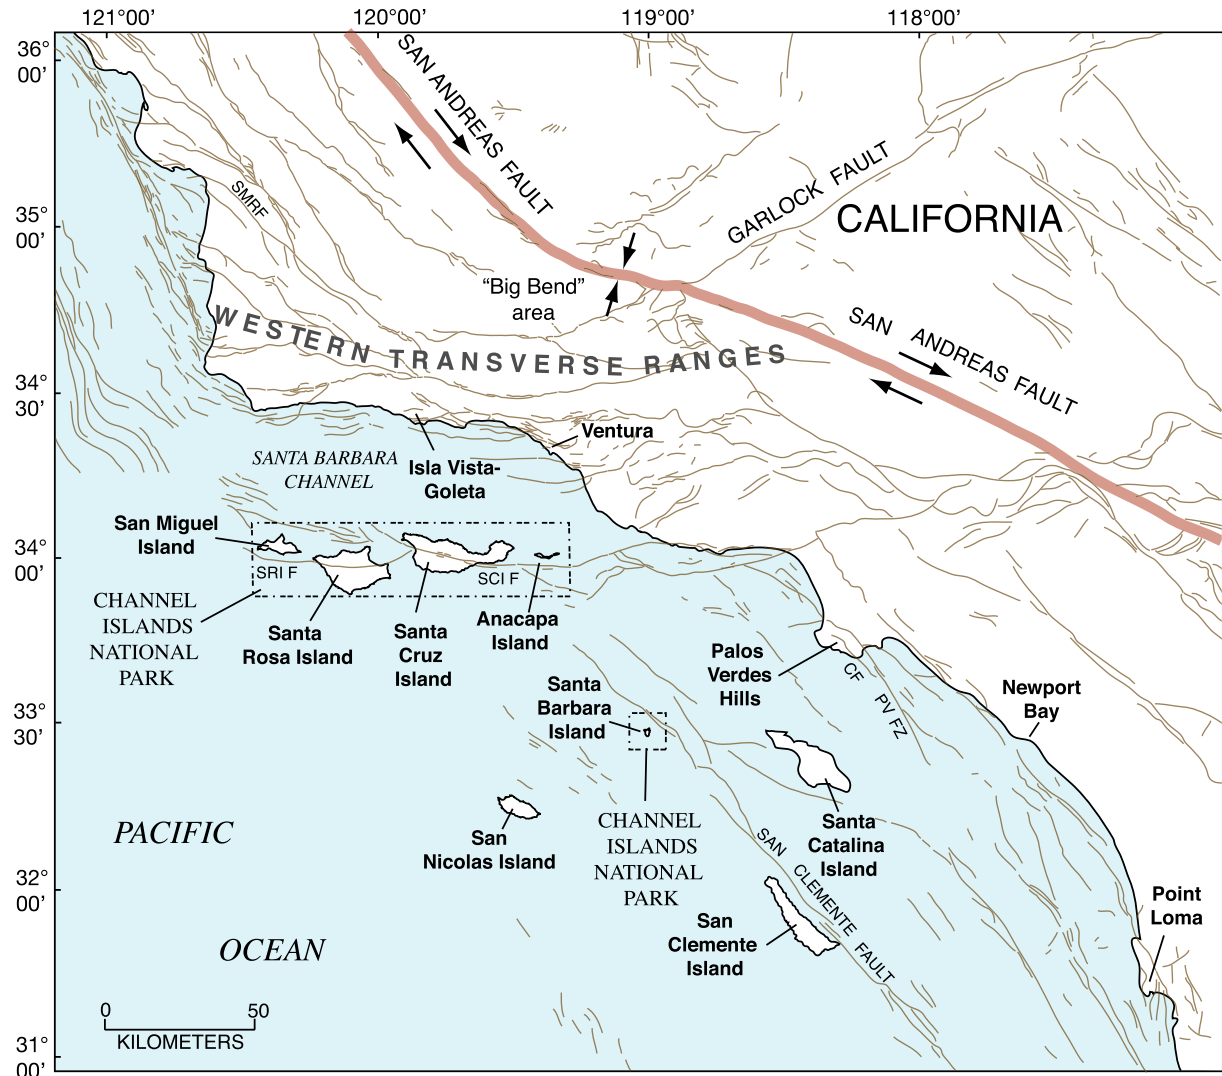 121°00'
120°00'
119°00'
118°00'
36°
00'
35°
00'
34°
30'
34°
00'
33°
30'
32°
00'
31°
00'
SAN ANDREAS FAULT
SMRF
GARLOCK FAULT
CALIFORNIA
“Big Bend”
area
SAN ANDREAS FAULT
WESTERN TRANSVERSE RANGES
Ventura
SANTA BARBARA
CHANNEL
Isla Vista-
Goleta
San Miguel
Island
SRI F
SCI F
CHANNEL
ISLANDS
NATIONAL
PARK
Santa
Rosa Island
Santa
Cruz
Island
Anacapa
Island
Palos
Verdes
Hills
CF
PV FZ
Newport
Bay
Santa
Barbara
Island
CHANNEL
ISLANDS
NATIONAL
PARK
San
Nicolas Island
Santa
Catalina
Island
SAN CLEMENTE FAULT
San
Clemente
Island
Point
Loma
PACIFIC
OCEAN
0 50
KILOMETERS